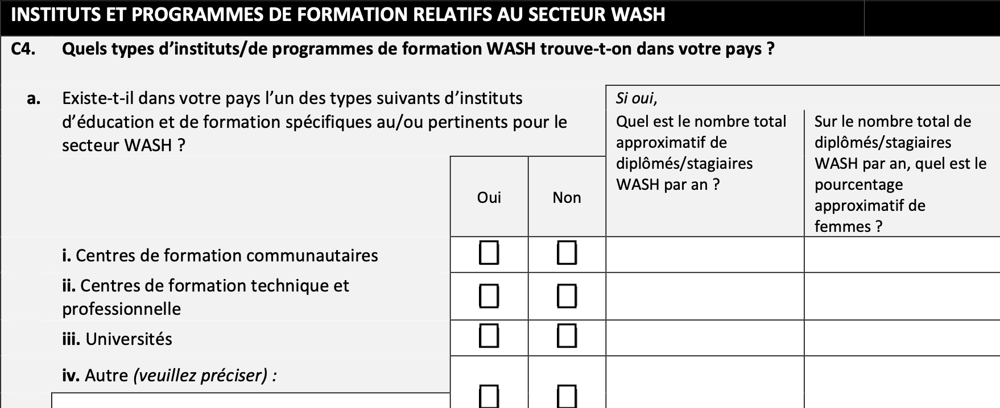 INSTITUTS ET PROGRAMMES DE FORMATION RELATIFS AU SECTEUR WASH
C4. Quels types d’instituts/de programmes de formation WASH trouve-t-on dans votre pays ?
a. Existe-t-il dans votre pays l’un des types suivants d’instituts
d’éducation et de formation spécifiques au/ou pertinents pour le
secteur WASH ?
Oui
Non
Si oui,
Quel est le nombre total
approximatif de
diplômés/stagiaires
WASH par an ?
Sur le nombre total de
diplômés/stagiaires
WASH par an, quel est le
pourcentage
approximatif de
femmes ?
i. Centres de formation communautaires
ii. Centres de formation technique et
professionnelle
iii. Universités
iv. Autre (veuillez préciser) :